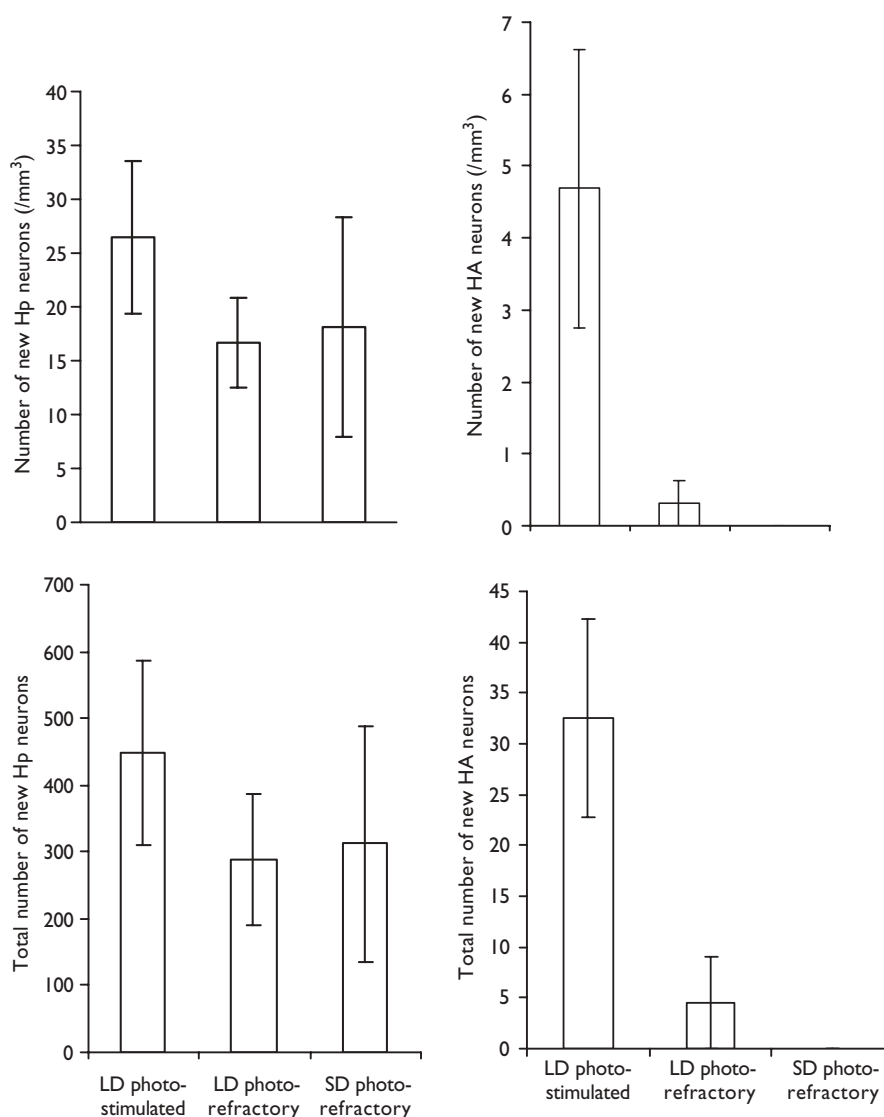 Number of new Hp neurons (/mm³)
40
35
30
25
20
15
10
5
0
Number of new HA neurons (/mm³)
7
6
5
4
3
2
1
0
Total number of new Hp neurons
700
600
500
400
300
200
100
0
LD photo-
stimulated
LD photo-
refractory
SD photo-
refractory
Total number of new HA neurons
45
40
35
30
25
20
15
10
5
0
LD photo-
stimulated
LD photo-
refractory
SD photo-
refractory